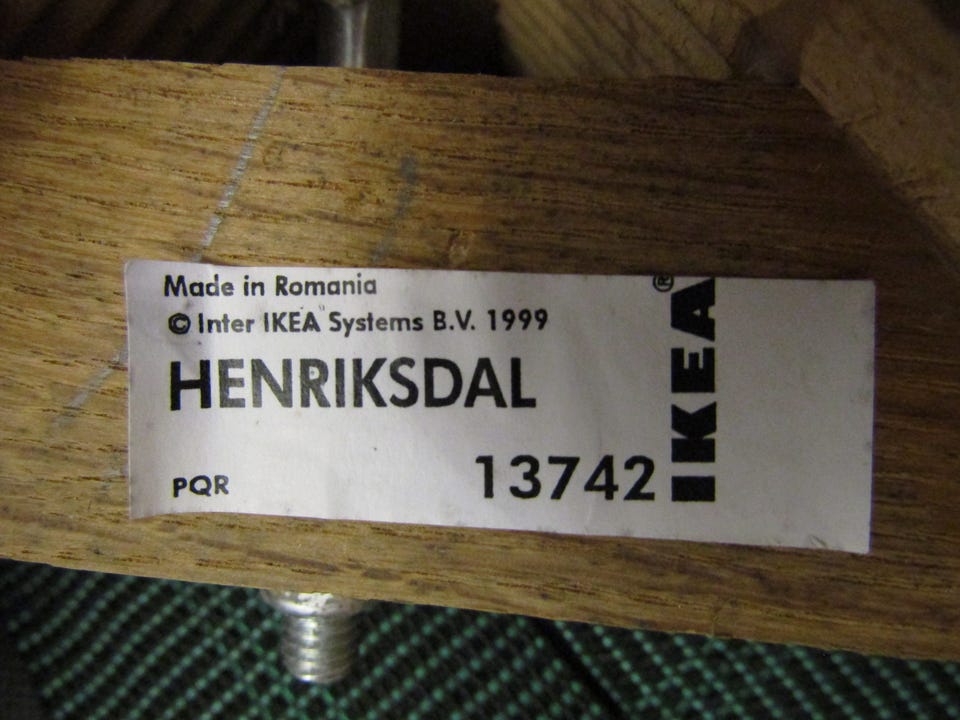 Made in Romania
© Inter IKEA Systems B.V. 1999
HENRIKSDAL
PQR
13742
IKEA®